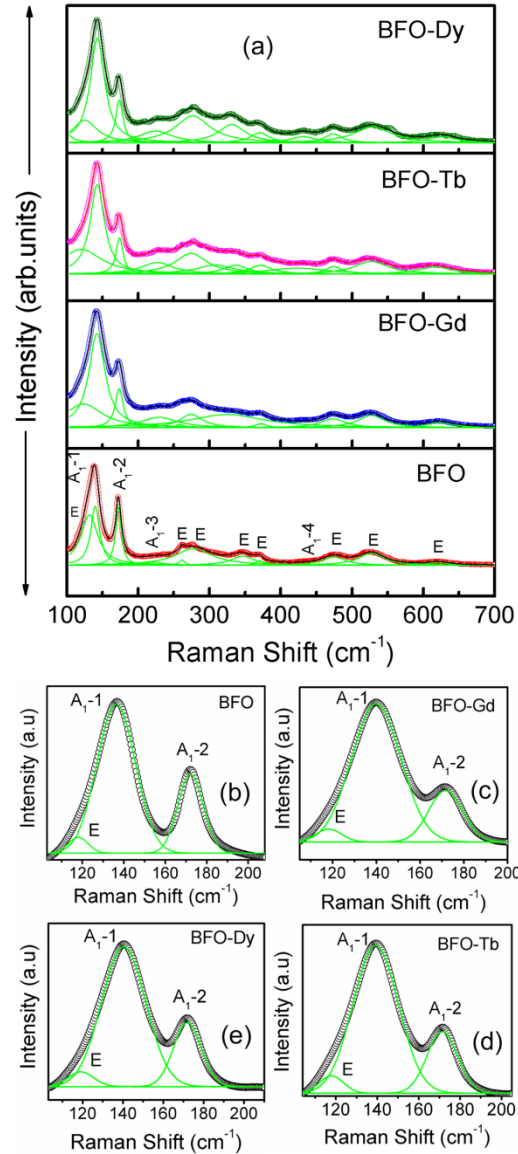 (a)
BFO-Dy
BFO-Tb
BFO-Gd
BFO
A₁-1
E
A₁-2
A₁-3
E
E
E
E
A₁-4
E
E
E
Intensity (arb.units)
100 200 300 400 500 600 700
Raman Shift (cm⁻¹)
A₁-1
BFO
A₁-2
(b)
E
Intensity (a.u)
120 140 160 180 200
Raman Shift (cm⁻¹)
A₁-1
BFO-Gd
A₁-2
(c)
E
Intensity (a.u)
120 140 160 180 200
Raman Shift (cm⁻¹)
A₁-1
BFO-Dy
A₁-2
(e)
E
Intensity (a.u)
120 140 160 180 200
Raman Shift (cm⁻¹)
A₁-1
BFO-Tb
A₁-2
(d)
E
Intensity (a.u)
120 140 160 180 200
Raman Shift (cm⁻¹)